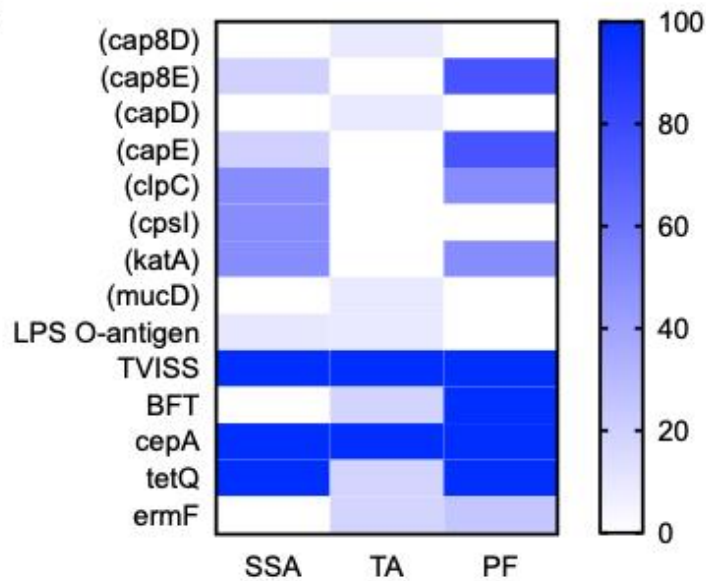 (cap8D)
(cap8E)
(capD)
(capE)
(clpC)
(cpsI)
(katA)
(mucD)
LPS O-antigen
TVISS
BFT
cepA
tetQ
ermF
SSA TA PF
100
80
60
40
20
0